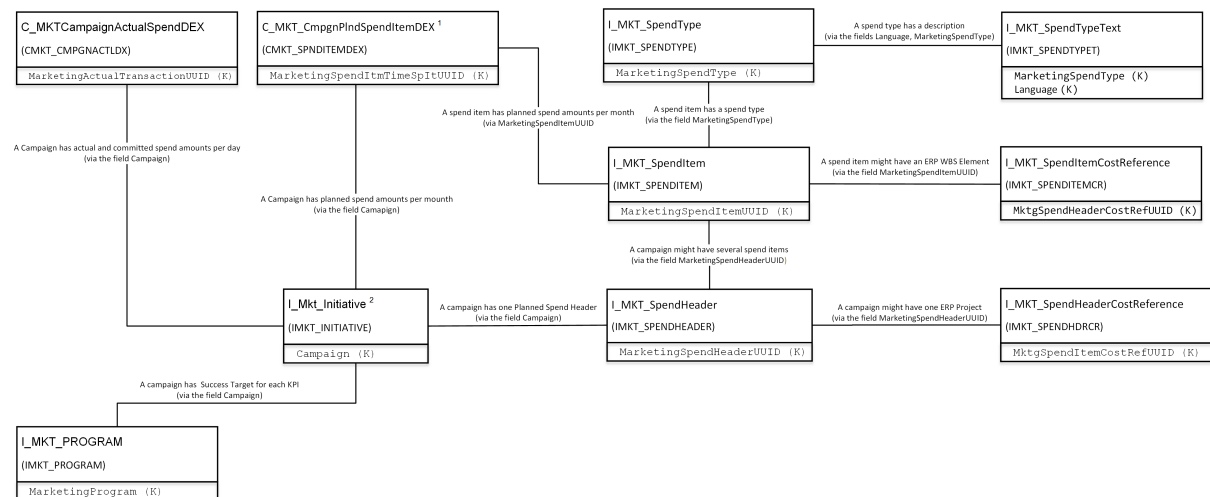 C_MKTCampaignActualSpendDEX
(CMKT_CMPGNACTLDX)
MarketingActualTransactionUUID (K)
C_MKT_CmpgnPlndSpendItemDEX 1
(CMKT_SPNDITEMDEX)
MarketingSpendItmTimeSpltUUID (K)
I_MKT_SpendType
(IMKT_SPENDTYPE)
MarketingSpendType (K)
A spend type has a description
(via the fields Language, MarketingSpendType)
I_MKT_SpendTypeText
(IMKT_SPENDTYPET)
MarketingSpendType (K)
Language (K)
A spend item has planned spend amounts per month
(via MarketingSpendItemUUID
A spend item has a spend type
(via the field MarketingSpendType)
A Campaign has actual and committed spend amounts per day
(via the field Campaign)
I_MKT_SpendItem
(IMKT_SPENDITEM)
MarketingSpendItemUUID (K)
A spend item might have an ERP WBS Element
(via the field MarketingSpendItemUUID)
I_MKT_SpendItemCostReference
(IMKT_SPENDITEMCR)
MktgSpendHeaderCostRefUUID (K)
A Campaign has planned spend amounts per mounth
(via the field Camapign)
A campaign might have several spend items
(via the field MarketingSpendHeaderUUID)
I_Mkt_Initiative 2
(IMKT_INITIATIVE)
Campaign (K)
A campaign has one Planned Spend Header
(via the field Campaign)
I_MKT_SpendHeader
(IMKT_SPENDHEADER)
MarketingSpendHeaderUUID (K)
A campaign might have one ERP Project
(via the field MarketingSpendHeaderUUID)
I_MKT_SpendHeaderCostReference
(IMKT_SPENDHDRCR)
MktgSpendItemCostRefUUID (K)
A campaign has Success Target for each KPI
(via the field Campaign)
I_MKT_PROGRAM
(IMKT_PROGRAM)
MarketingProgram (K)